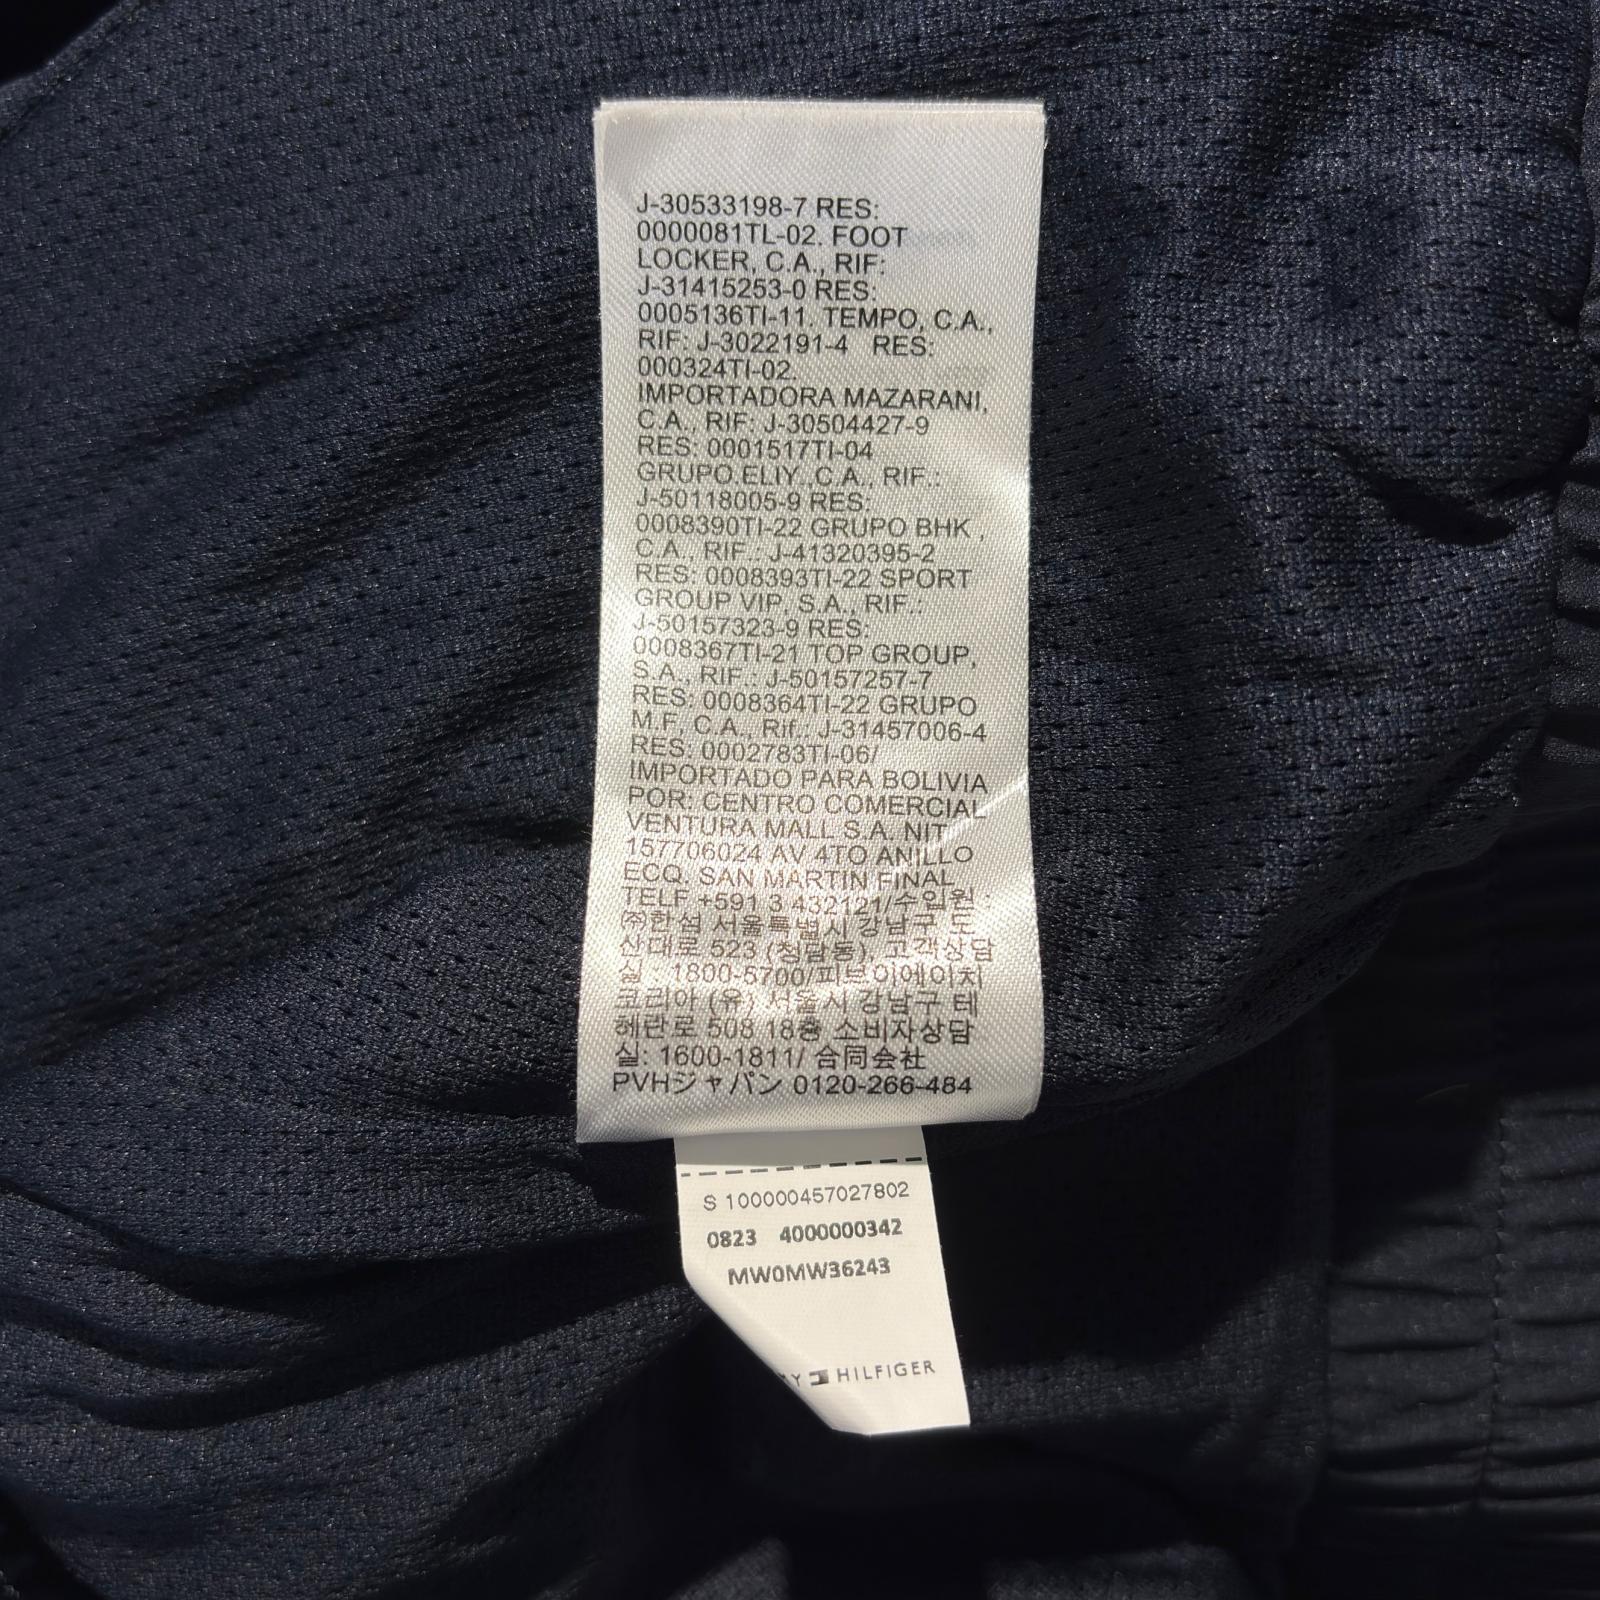 J-30533198-7 RES:
0000081TL-02. FOOT
LOCKER, C.A., RIF:
J-31415253-0 RES:
0005136TI-11. TEMPO, C.A.,
RIF: J-3022191-4 RES:
000324TI-02.
IMPORTADORA MAZARANI,
C.A., RIF: J-30504427-9
RES: 0001517TI-04
GRUPO ELIY.,C.A., RIF.:
J-50118005-9 RES:
0008390TI-22 GRUPO BHK ,
C.A., RIF.: J-41320395-2
RES: 0008393TI-22 SPORT
GROUP VIP, S.A., RIF.:
J-50157323-9 RES:
0008367TI-21 TOP GROUP,
S.A., RIF.: J-50157257-7
RES: 0008364TI-22 GRUPO
M.F. C.A., Rif.: J-31457006-4
RES: 0002783TI-06/
IMPORTADO PARA BOLIVIA
POR: CENTRO COMERCIAL
VENTURA MALL S.A. NIT
157706024 AV 4TO ANILLO
ECQ. SAN MARTIN FINAL
TELF +591 3 432121/수입원 :
㈜한섬 서울특별시 강남구 도
산대로 523 (청담동), 고객상담
실 : 1800-5700/피브이에이치
코리아 (유) 서울시 강남구 테
헤란로 508 18층 소비자상담
실: 1600-1811/ 合同会社
PVHジャパン 0120-266-484
S 100000457027802
0823 4000000342
MW0MW36243
HILFIGER